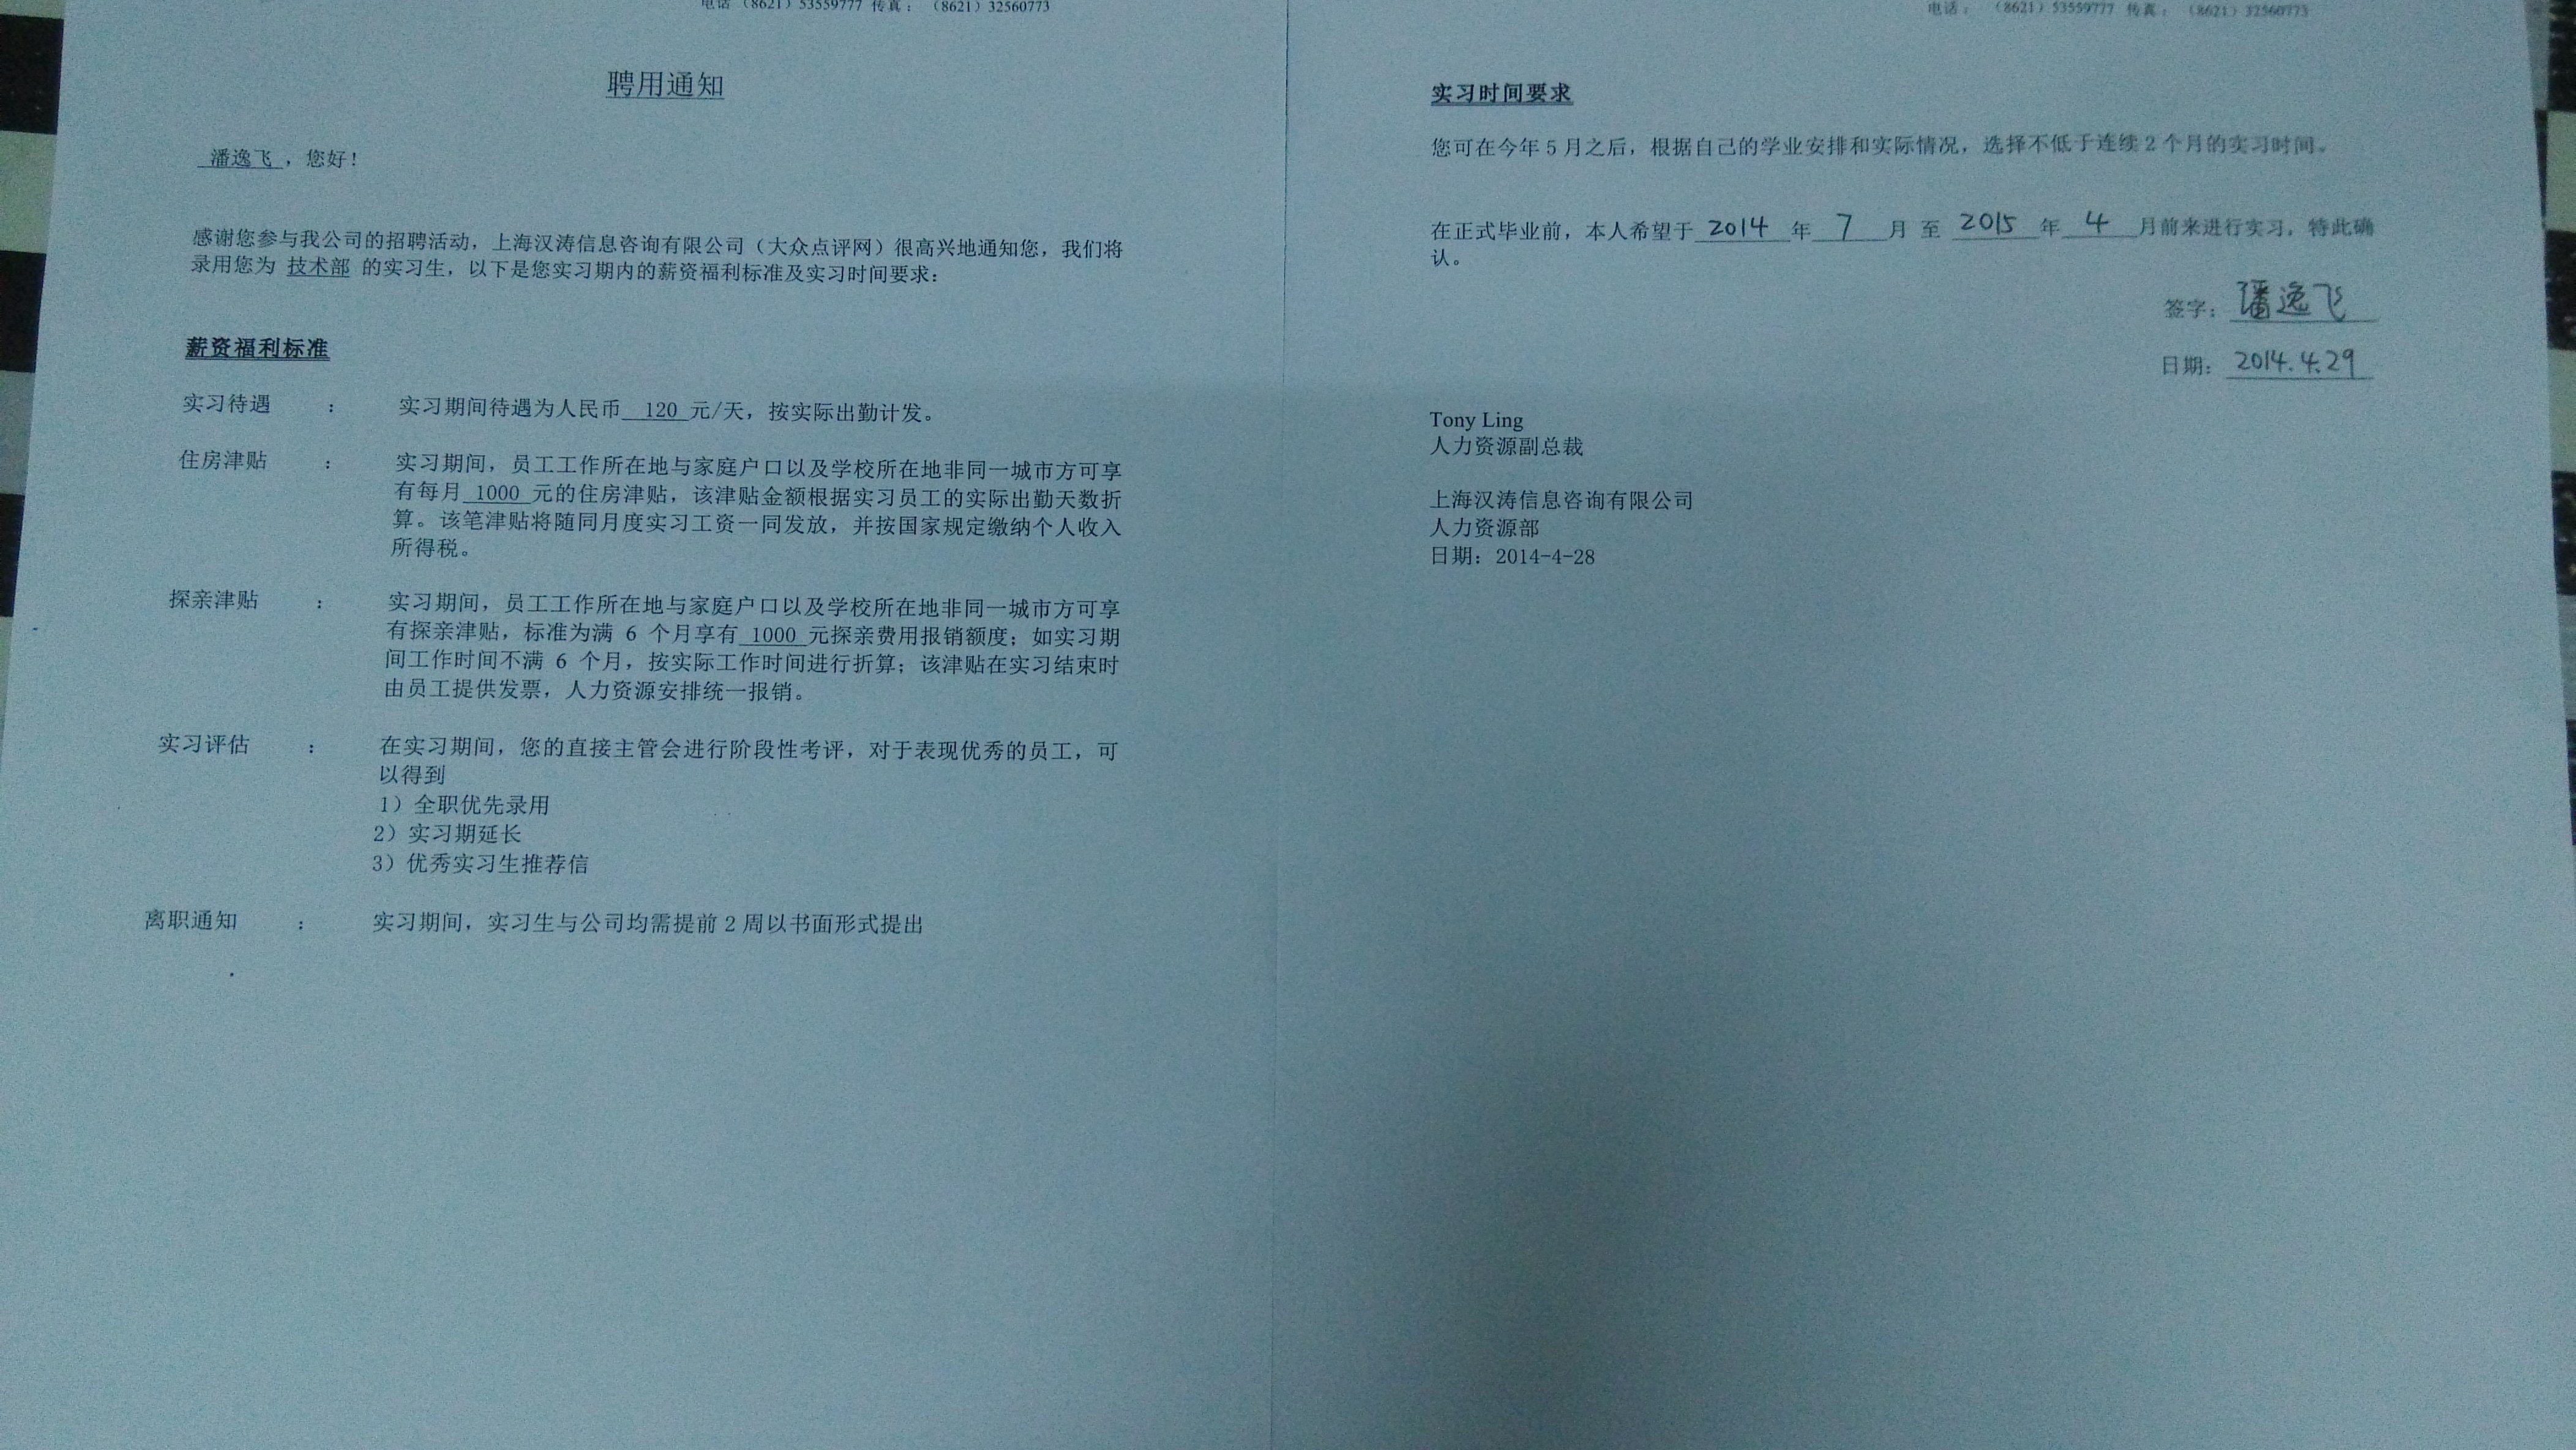 电话（8621）53559777 传真：（8621）32560773
聘用通知
潘逸飞，您好！
感谢您参与我公司的招聘活动，上海汉涛信息咨询有限公司（大众点评网）很高兴地通知您，我们将
录用您为 技术部 的实习生，以下是您实习期内的薪资福利标准及实习时间要求：
薪资福利标准
实习待遇 ： 实习期间待遇为人民币 120 元/天，按实际出勤计发。
住房津贴 ： 实习期间，员工工作所在地与家庭户口以及学校所在地非同一城市方可享
有每月 1000 元的住房津贴，该津贴金额根据实习员工的实际出勤天数折
算。该笔津贴将随同月度实习工资一同发放，并按国家规定缴纳个人收入
所得税。
探亲津贴 ： 实习期间，员工工作所在地与家庭户口以及学校所在地非同一城市方可享
有探亲津贴，标准为满 6 个月享有 1000 元探亲费用报销额度；如实习期
间工作时间不满 6 个月，按实际工作时间进行折算；该津贴在实习结束时
由员工提供发票，人力资源安排统一报销。
实习评估 ： 在实习期间，您的直接主管会进行阶段性考评，对于表现优秀的员工，可
以得到
1）全职优先录用
2）实习期延长
3）优秀实习生推荐信
离职通知 ： 实习期间，实习生与公司均需提前 2 周以书面形式提出
电话：（8621）53559777 传真：（8621）32560773
实习时间要求
您可在今年 5 月之后，根据自己的学业安排和实际情况，选择不低于连续 2 个月的实习时间。
在正式毕业前，本人希望于 2014 年 7 月 至 2015 年 4 月前来进行实习，特此确
认。
签字：潘逸飞
日期：2014.4.29
Tony Ling
人力资源副总裁
上海汉涛信息咨询有限公司
人力资源部
日期：2014-4-28